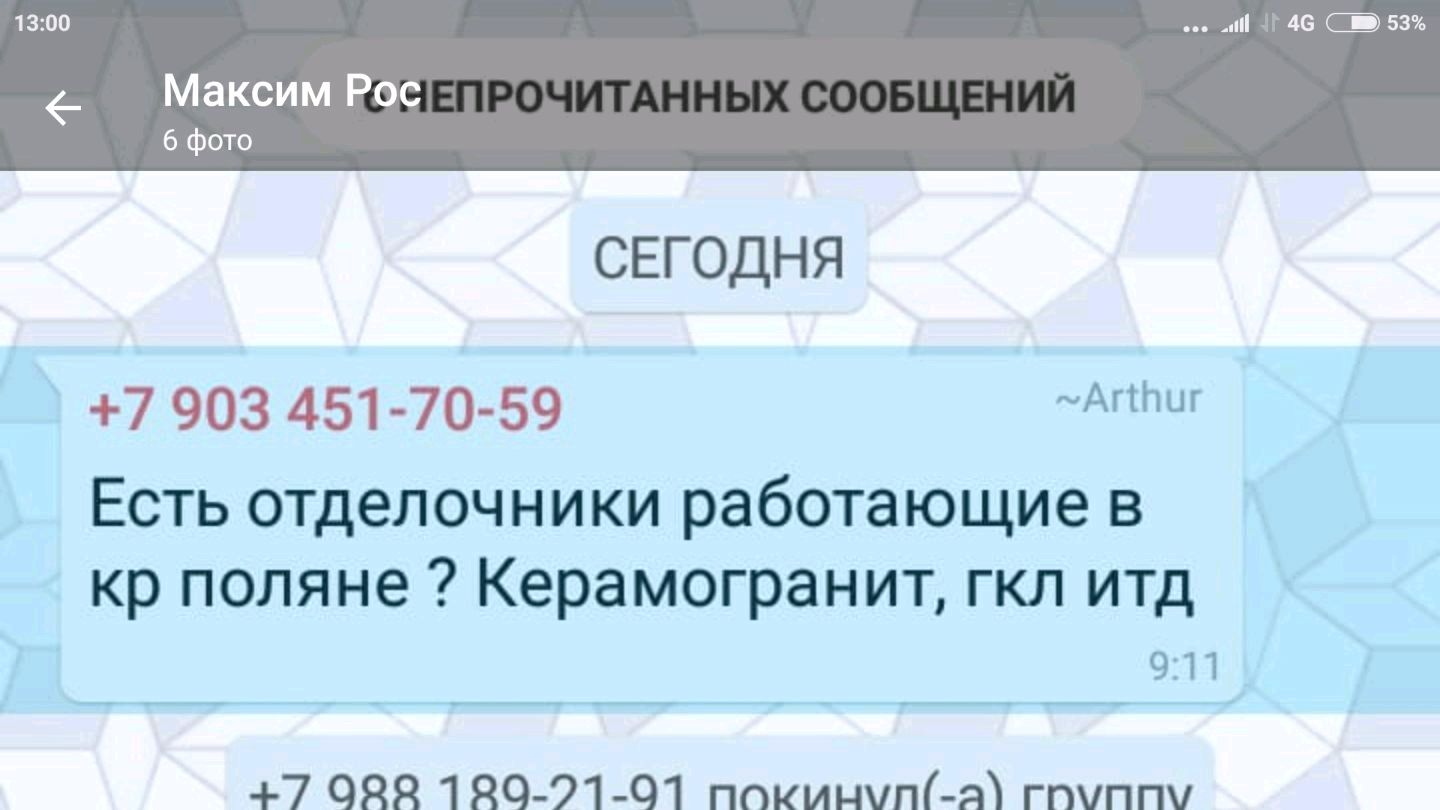 13:00
4G
53%
Максим Рос
6 НЕПРОЧИТАННЫХ СООБЩЕНИЙ
6 фото
СЕГОДНЯ
+7 903 451-70-59
~Arthur
Есть отделочники работающие в
кр поляне ? Керамогранит, гкл итд
9:11
+7 988 189-21-91 покинул(-а) группу